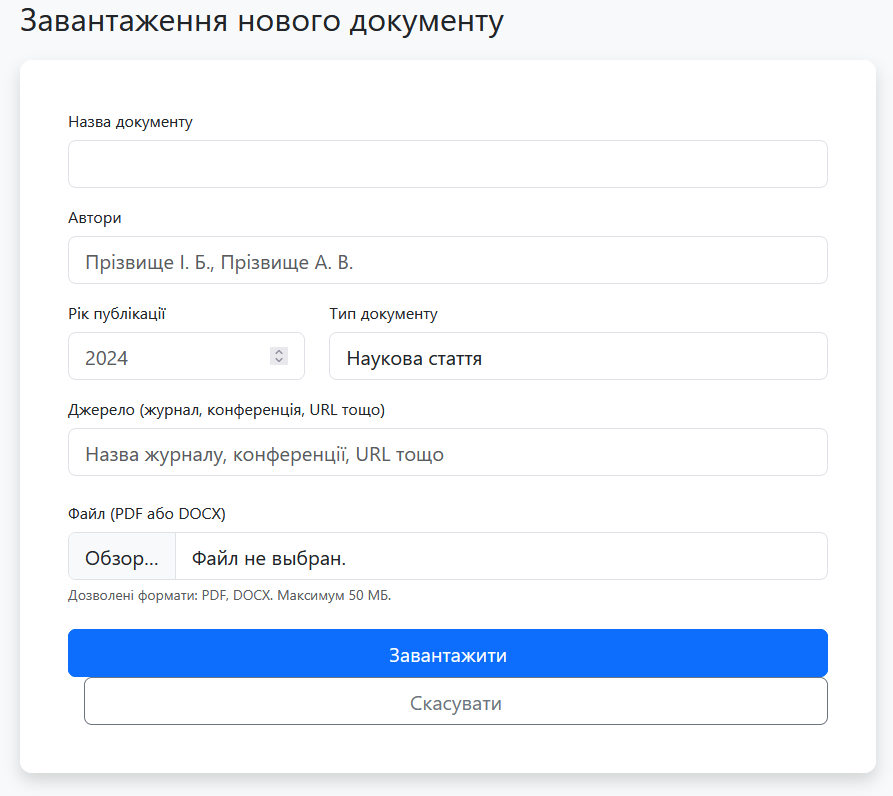 Завантаження нового документу
Назва документу
Автори
Прізвище І. Б., Прізвище А. В.
Рік публікації Тип документу
2024 Наукова стаття
Джерело (журнал, конференція, URL тощо)
Назва журналу, конференції, URL тощо
Файл (PDF або DOCX)
Обзор... Файл не выбран.
Дозволені формати: PDF, DOCX. Максимум 50 МБ.
Завантажити
Скасувати